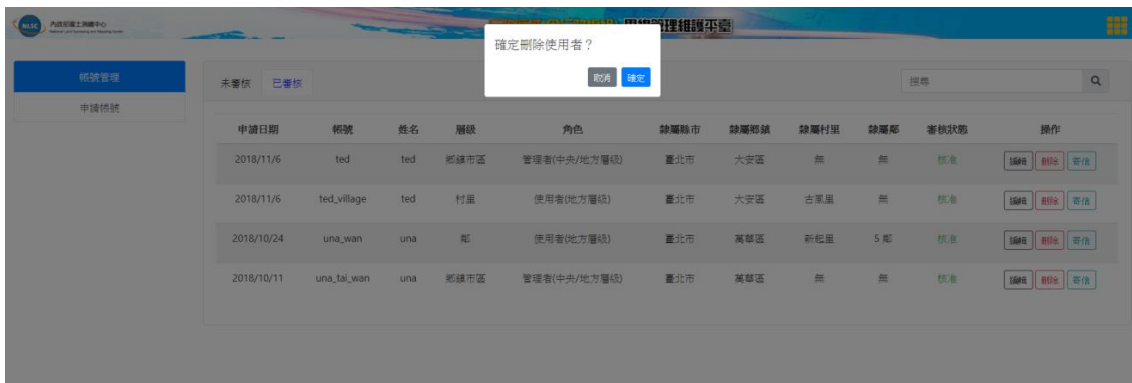 NLSC 內政部國土測繪中心
National Land Surveying and Mapping Center
界線管理維護平臺
確定刪除使用者？
取消 確定
帳號管理
申請帳號
未審核 已審核
搜尋
申請日期 帳號 姓名 層級 角色 隸屬縣市 隸屬鄉鎮 隸屬村里 隸屬鄰 審核狀態 操作
2018/11/6 ted ted 鄉鎮市區 管理者(中央/地方層級) 臺北市 大安區 無 無 核准 編輯 刪除 寄信
2018/11/6 ted_village ted 村里 使用者(地方層級) 臺北市 大安區 古風里 無 核准 編輯 刪除 寄信
2018/10/24 una_wan una 鄰 使用者(地方層級) 臺北市 萬華區 新起里 5 鄰 核准 編輯 刪除 寄信
2018/10/11 una_tai_wan una 鄉鎮市區 管理者(中央/地方層級) 臺北市 萬華區 無 無 核准 編輯 刪除 寄信